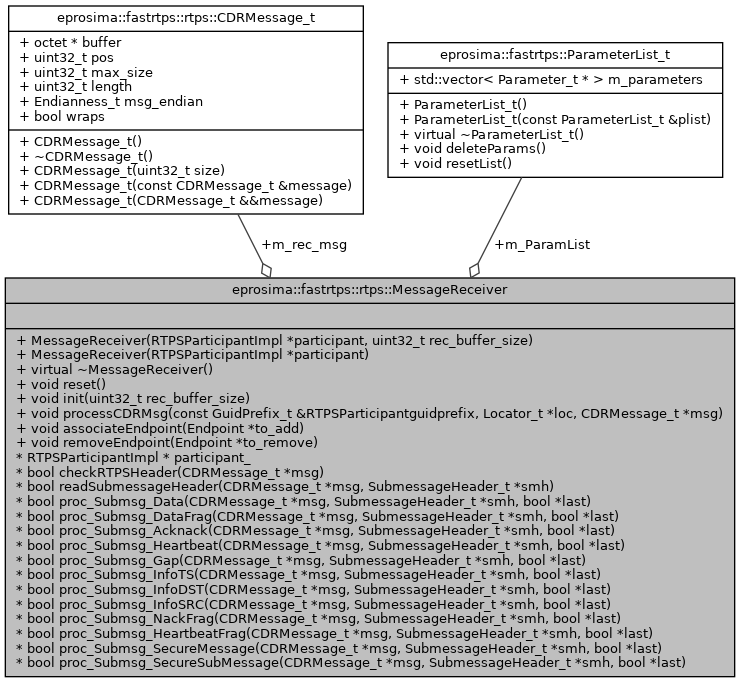 eprosima::fastrtps::rtps::CDRMessage_t
+ octet * buffer
+ uint32_t pos
+ uint32_t max_size
+ uint32_t length
+ Endianness_t msg_endian
+ bool wraps
+ CDRMessage_t()
+ ~CDRMessage_t()
+ CDRMessage_t(uint32_t size)
+ CDRMessage_t(const CDRMessage_t &message)
+ CDRMessage_t(CDRMessage_t &&message)
eprosima::fastrtps::ParameterList_t
+ std::vector< Parameter_t * > m_parameters
+ ParameterList_t()
+ ParameterList_t(const ParameterList_t &plist)
+ virtual ~ParameterList_t()
+ void deleteParams()
+ void resetList()
+m_rec_msg
+m_ParamList
eprosima::fastrtps::rtps::MessageReceiver
+ MessageReceiver(RTPSParticipantImpl *participant, uint32_t rec_buffer_size)
+ MessageReceiver(RTPSParticipantImpl *participant)
+ virtual ~MessageReceiver()
+ void reset()
+ void init(uint32_t rec_buffer_size)
+ void processCDRMsg(const GuidPrefix_t &RTPSParticipantguidprefix, Locator_t *loc, CDRMessage_t *msg)
+ void associateEndpoint(Endpoint *to_add)
+ void removeEndpoint(Endpoint *to_remove)
* RTPSParticipantImpl * participant_
* bool checkRTPSHeader(CDRMessage_t *msg)
* bool readSubmessageHeader(CDRMessage_t *msg, SubmessageHeader_t *smh)
* bool proc_Submsg_Data(CDRMessage_t *msg, SubmessageHeader_t *smh, bool *last)
* bool proc_Submsg_DataFrag(CDRMessage_t *msg, SubmessageHeader_t *smh, bool *last)
* bool proc_Submsg_Acknack(CDRMessage_t *msg, SubmessageHeader_t *smh, bool *last)
* bool proc_Submsg_Heartbeat(CDRMessage_t *msg, SubmessageHeader_t *smh, bool *last)
* bool proc_Submsg_Gap(CDRMessage_t *msg, SubmessageHeader_t *smh, bool *last)
* bool proc_Submsg_InfoTS(CDRMessage_t *msg, SubmessageHeader_t *smh, bool *last)
* bool proc_Submsg_InfoDST(CDRMessage_t *msg, SubmessageHeader_t *smh, bool *last)
* bool proc_Submsg_InfoSRC(CDRMessage_t *msg, SubmessageHeader_t *smh, bool *last)
* bool proc_Submsg_NackFrag(CDRMessage_t *msg, SubmessageHeader_t *smh, bool *last)
* bool proc_Submsg_HeartbeatFrag(CDRMessage_t *msg, SubmessageHeader_t *smh, bool *last)
* bool proc_Submsg_SecureMessage(CDRMessage_t *msg, SubmessageHeader_t *smh, bool *last)
* bool proc_Submsg_SecureSubMessage(CDRMessage_t *msg, SubmessageHeader_t *smh, bool *last)